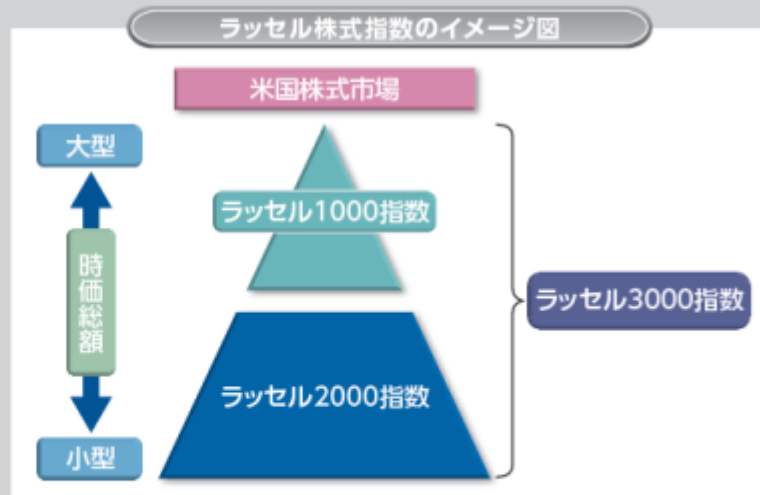 ラッセル株式指数のイメージ図
米国株式市場
大型
ラッセル1000指数
時価総額
ラッセル3000指数
ラッセル2000指数
小型